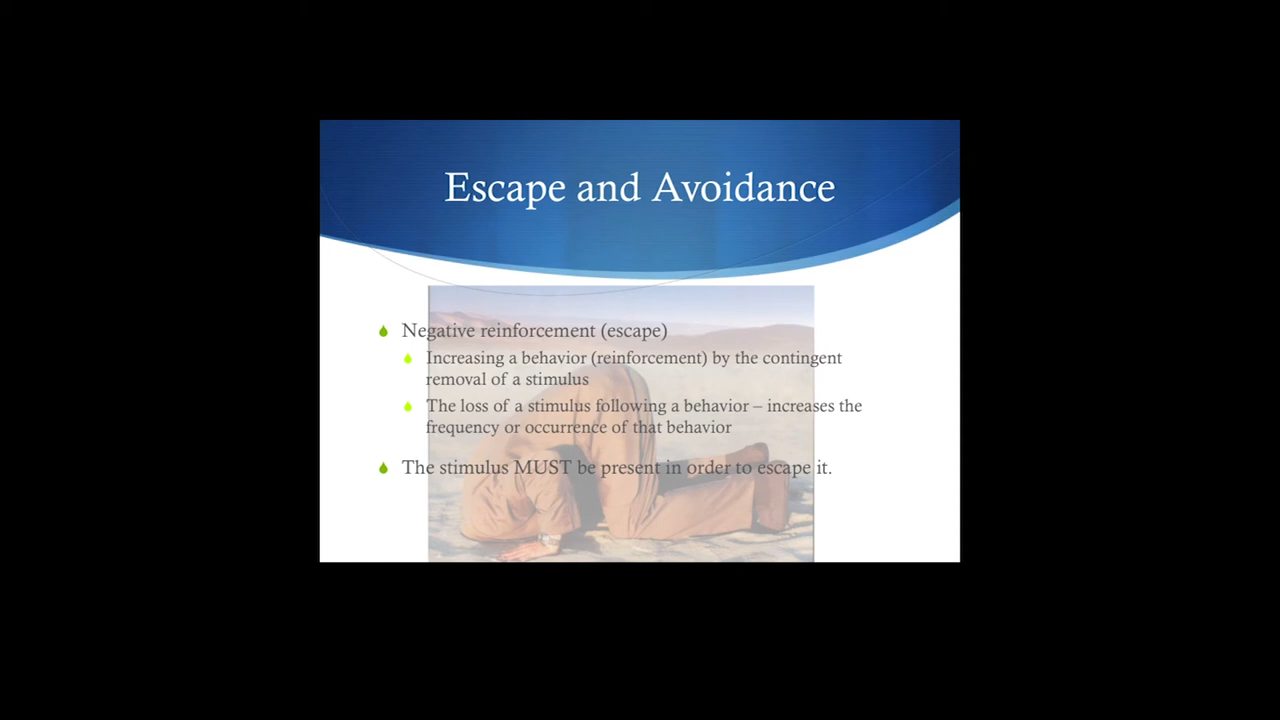 Escape and Avoidance
Negative reinforcement (escape)
Increasing a behavior (reinforcement) by the contingent
removal of a stimulus
The loss of a stimulus following a behavior – increases the
frequency or occurrence of that behavior
The stimulus MUST be present in order to escape it.